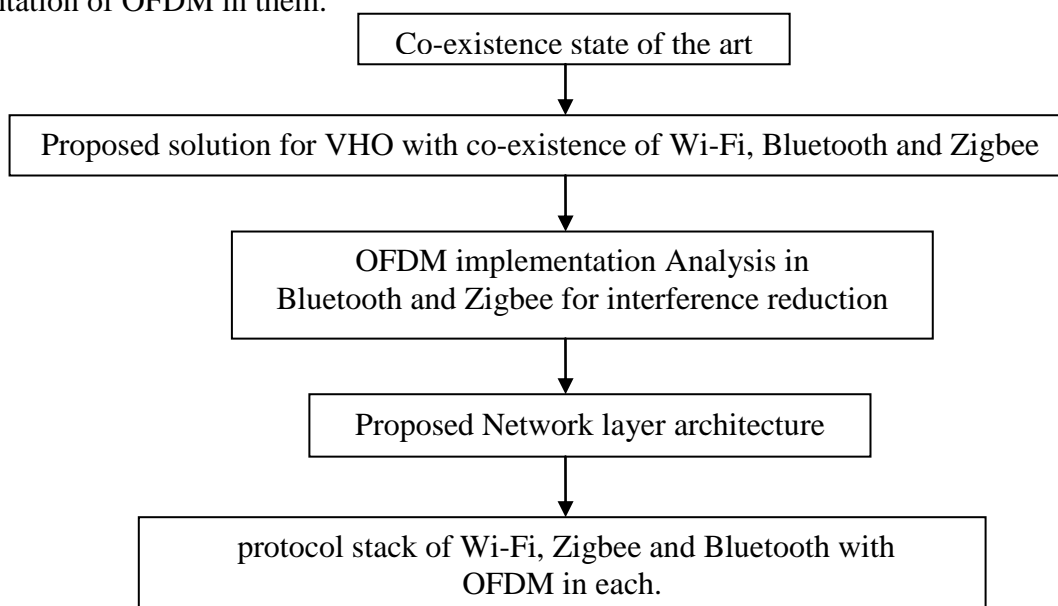 of OFDM in them.
Co-existence state of the art
Proposed solution for VHO with co-existence of Wi-Fi, Bluetooth and Zigbee
OFDM implementation Analysis in
Bluetooth and Zigbee for interference reduction
Proposed Network layer architecture
protocol stack of Wi-Fi, Zigbee and Bluetooth with
OFDM in each.